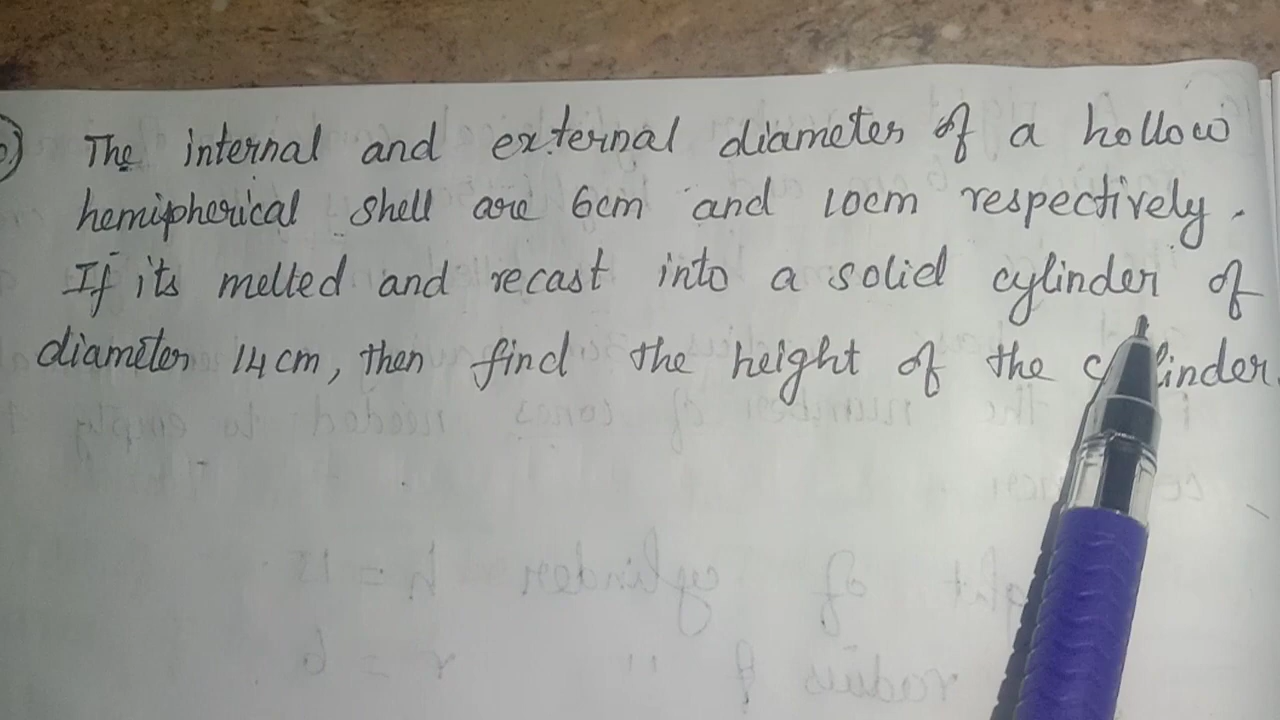 The internal and external diameter of a hollow
hemipherical shell are 6cm and 10cm respectively.
If its melted and recast into a solid cylinder of
diameter 14cm, then find the height of the cylinder.